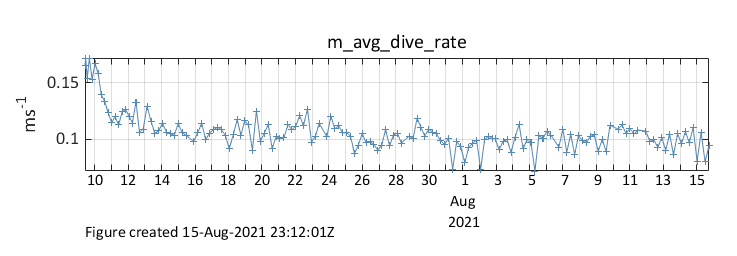 m_avg_dive_rate
ms-1
0.15
0.1
10 12 14 16 18 20 22 24 26 28 30 1 3 5 7 9 11 13 15
Aug
2021
Figure created 15-Aug-2021 23:12:01Z